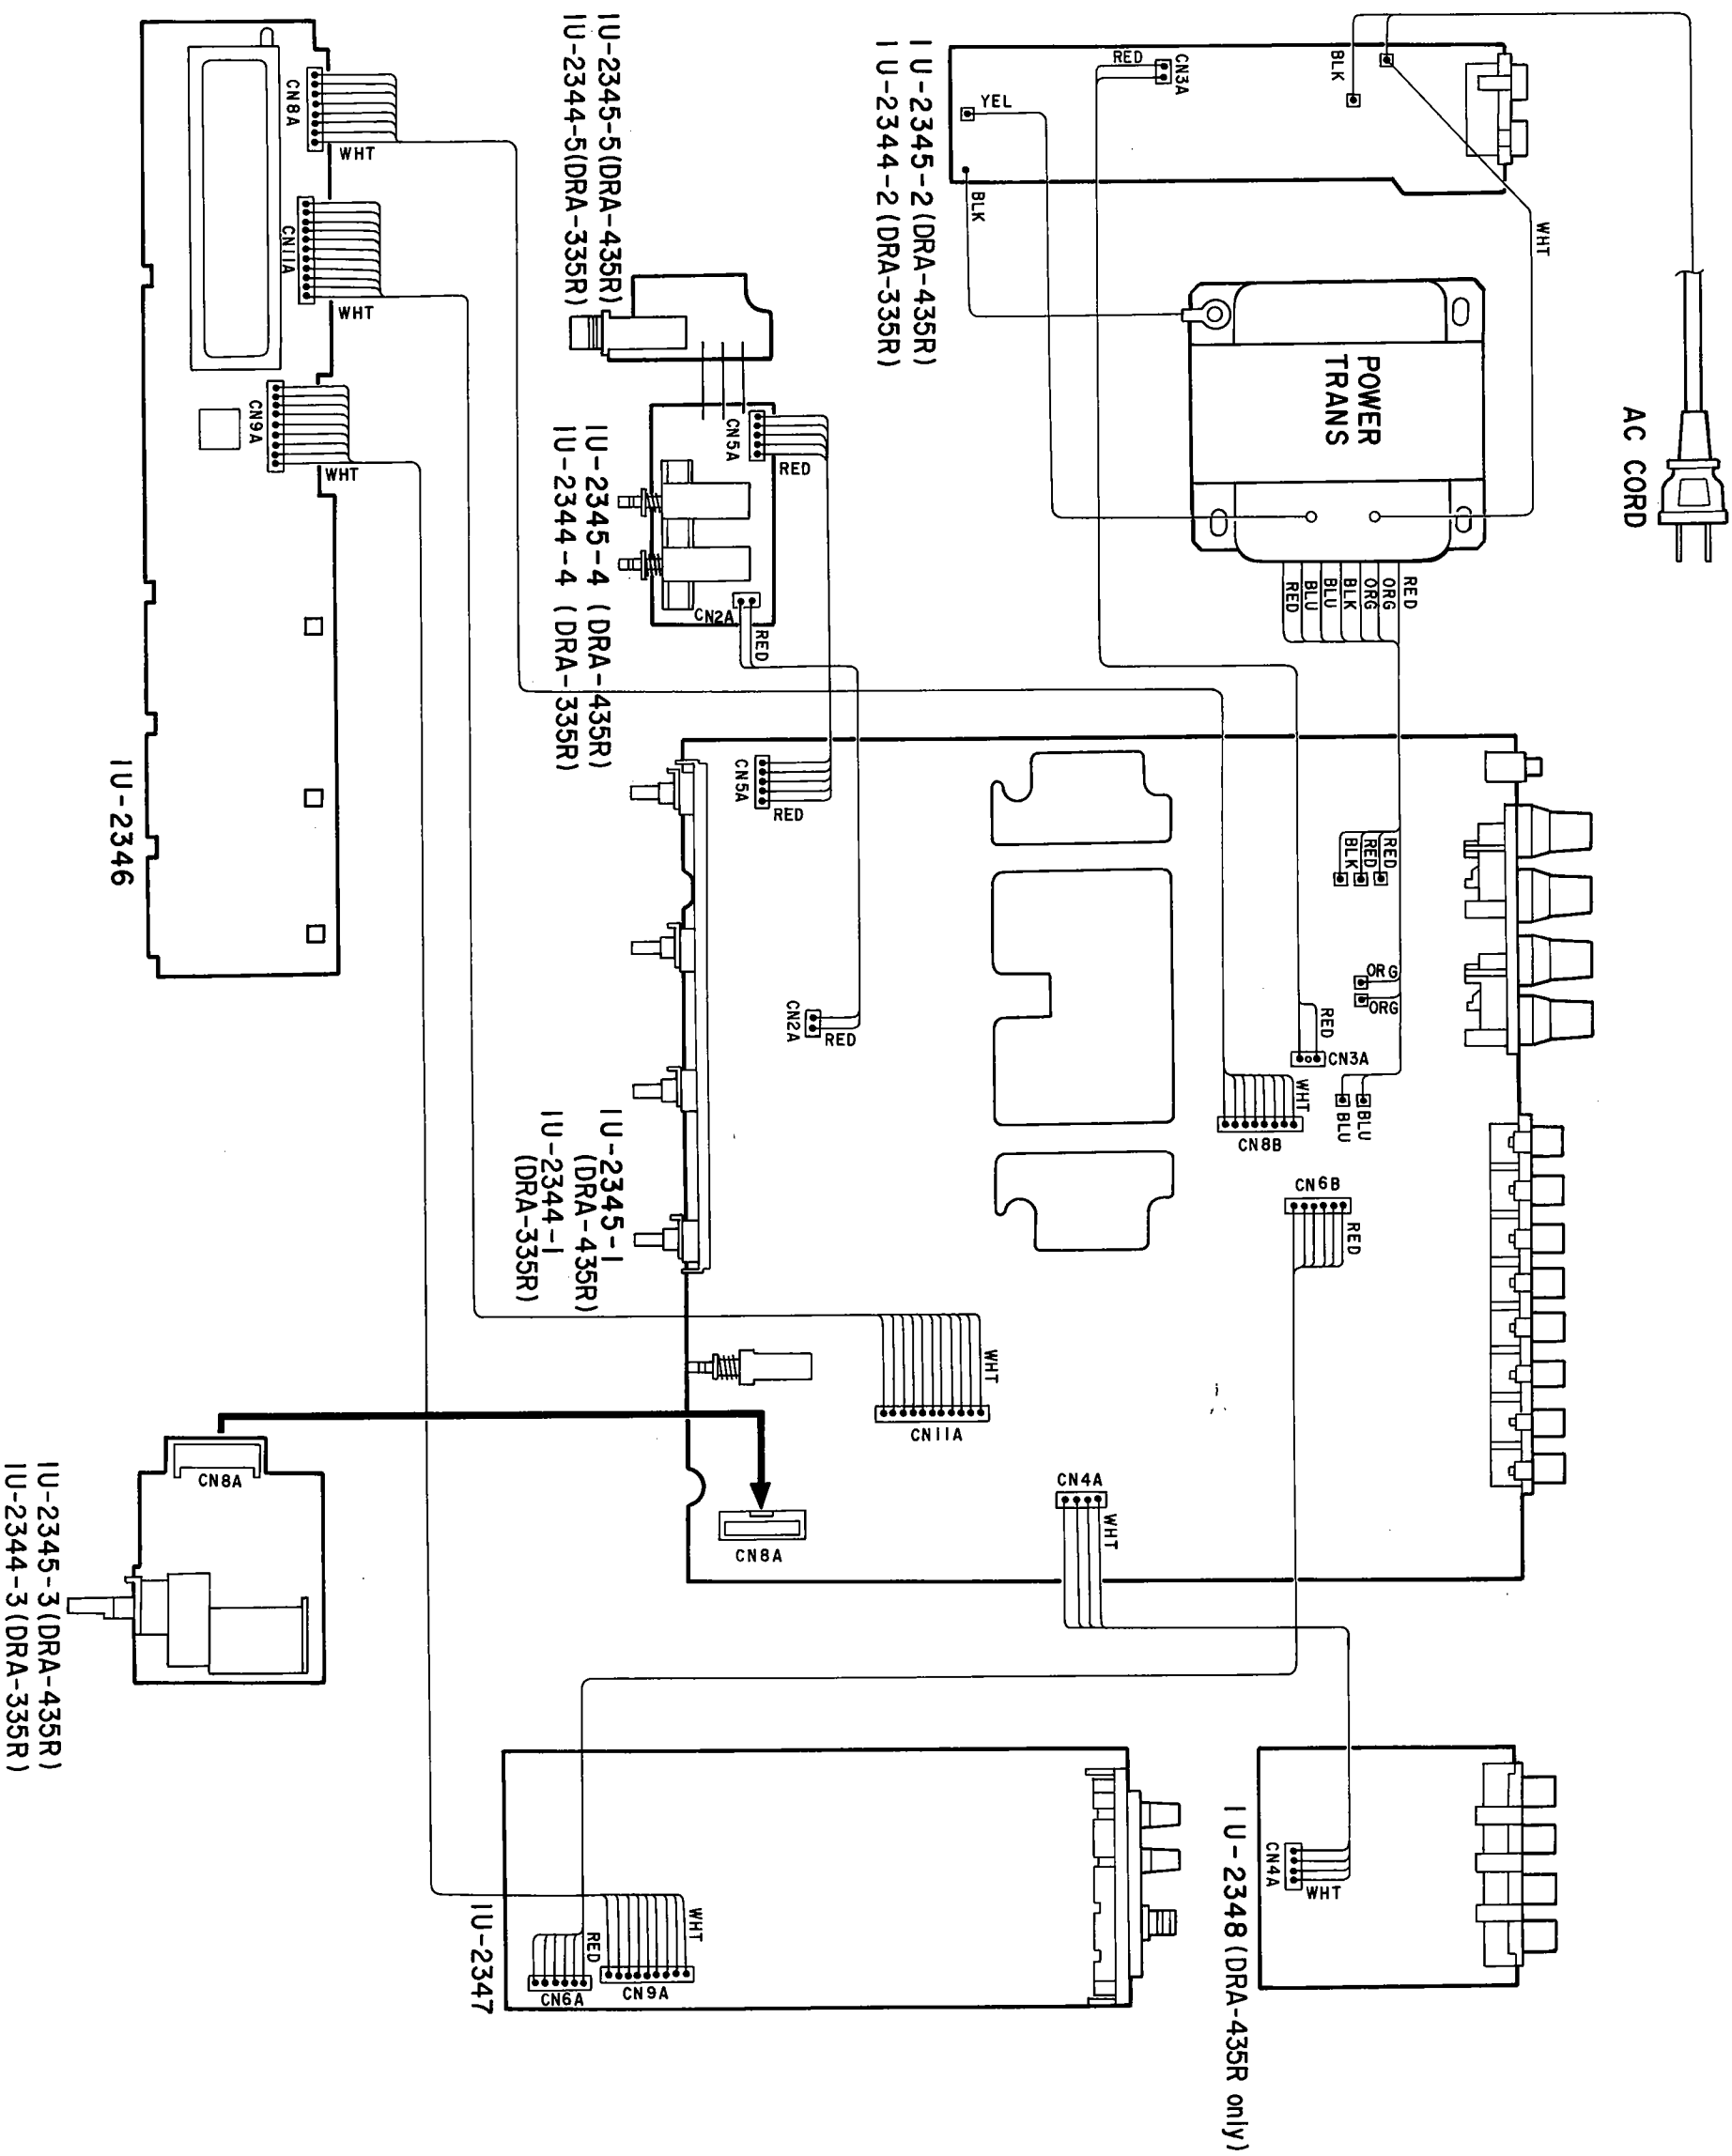 AC CORD
BLK
WHT
RED
CN3A
YEL
BLK
1U-2345-2(DRA-435R)
1U-2344-2(DRA-335R)
POWER
TRANS
RED
ORG
ORG
BLK
BLU
BLU
RED
1U-2345-5(DRA-435R)
1U-2344-5(DRA-335R)
CN5A
RED
CN2A
RED
1U-2345-4 (DRA-435R)
1U-2344-4 (DRA-335R)
CN8A
WHT
CN11A
WHT
CN9A
WHT
1U-2346
CN5A
RED
RED
RED
BLK
ORG
ORG
CN2A
RED
RED
CN3A
BLU
BLU
WHT
CN8B
CN6B
RED
1U-2345-1
(DRA-435R)
1U-2344-1
(DRA-335R)
WHT
CN11A
CN4A
WHT
CN8A
CN8A
1U-2345-3(DRA-435R)
1U-2344-3(DRA-335R)
CN4A
WHT
1U-2348(DRA-435R only)
WHT
RED
CN6A
CN9A
1U-2347